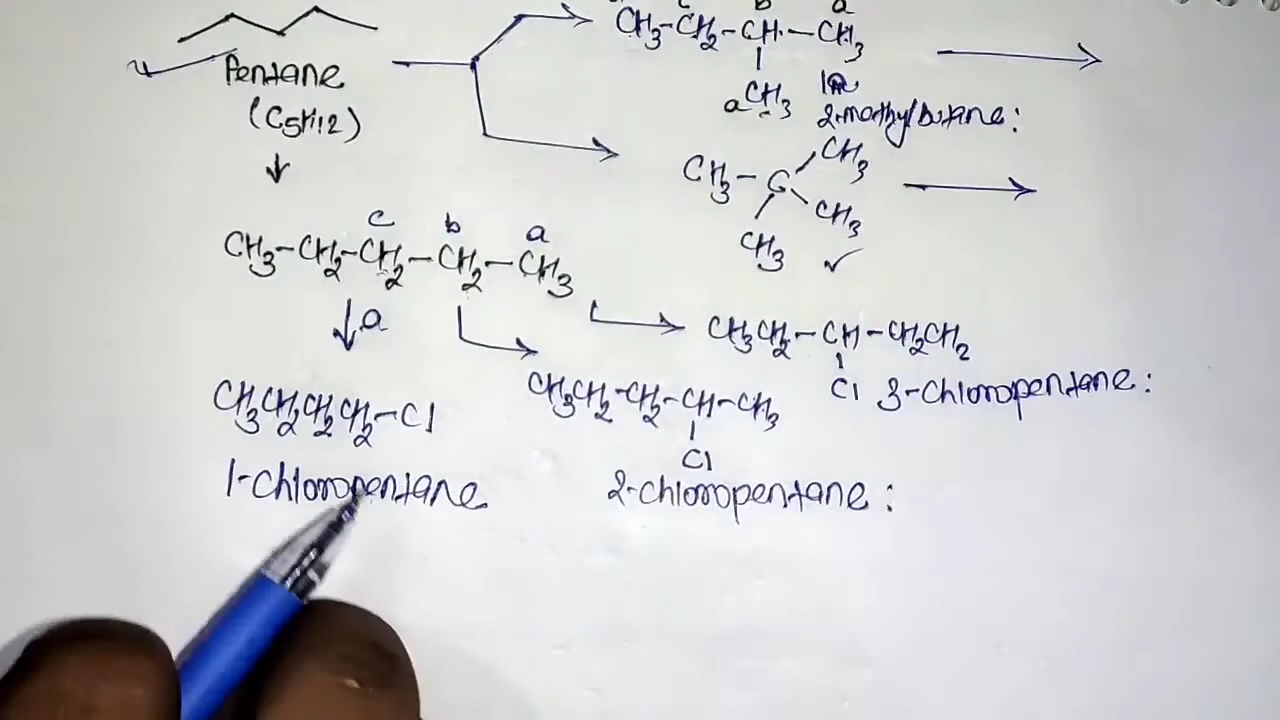 d c b a
CH3-CH2-CH-CH3
aCH3
2-methylbutane:
Pentane
(C5H12)
CH3-C
CH3
CH3
CH3
c b a
CH3-CH2-CH2-CH2-CH3
a
CH3CH2-CH-CH2CH2
Cl
3-Chloropentane:
CH3CH2CH2CH2-Cl
1-Chloropentane
CH3CH2-CH2-CH-CH3
Cl
2-chloropentane: